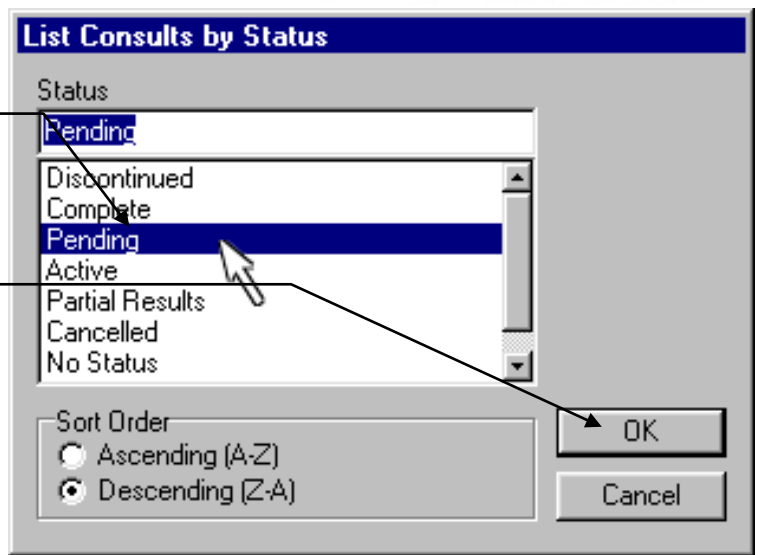 List Consults by Status
Status
Pending
Discontinued
Complete
Pending
Active
Partial Results
Cancelled
No Status
Sort Order
Ascending (A-Z)
Descending (Z-A)
OK
Cancel